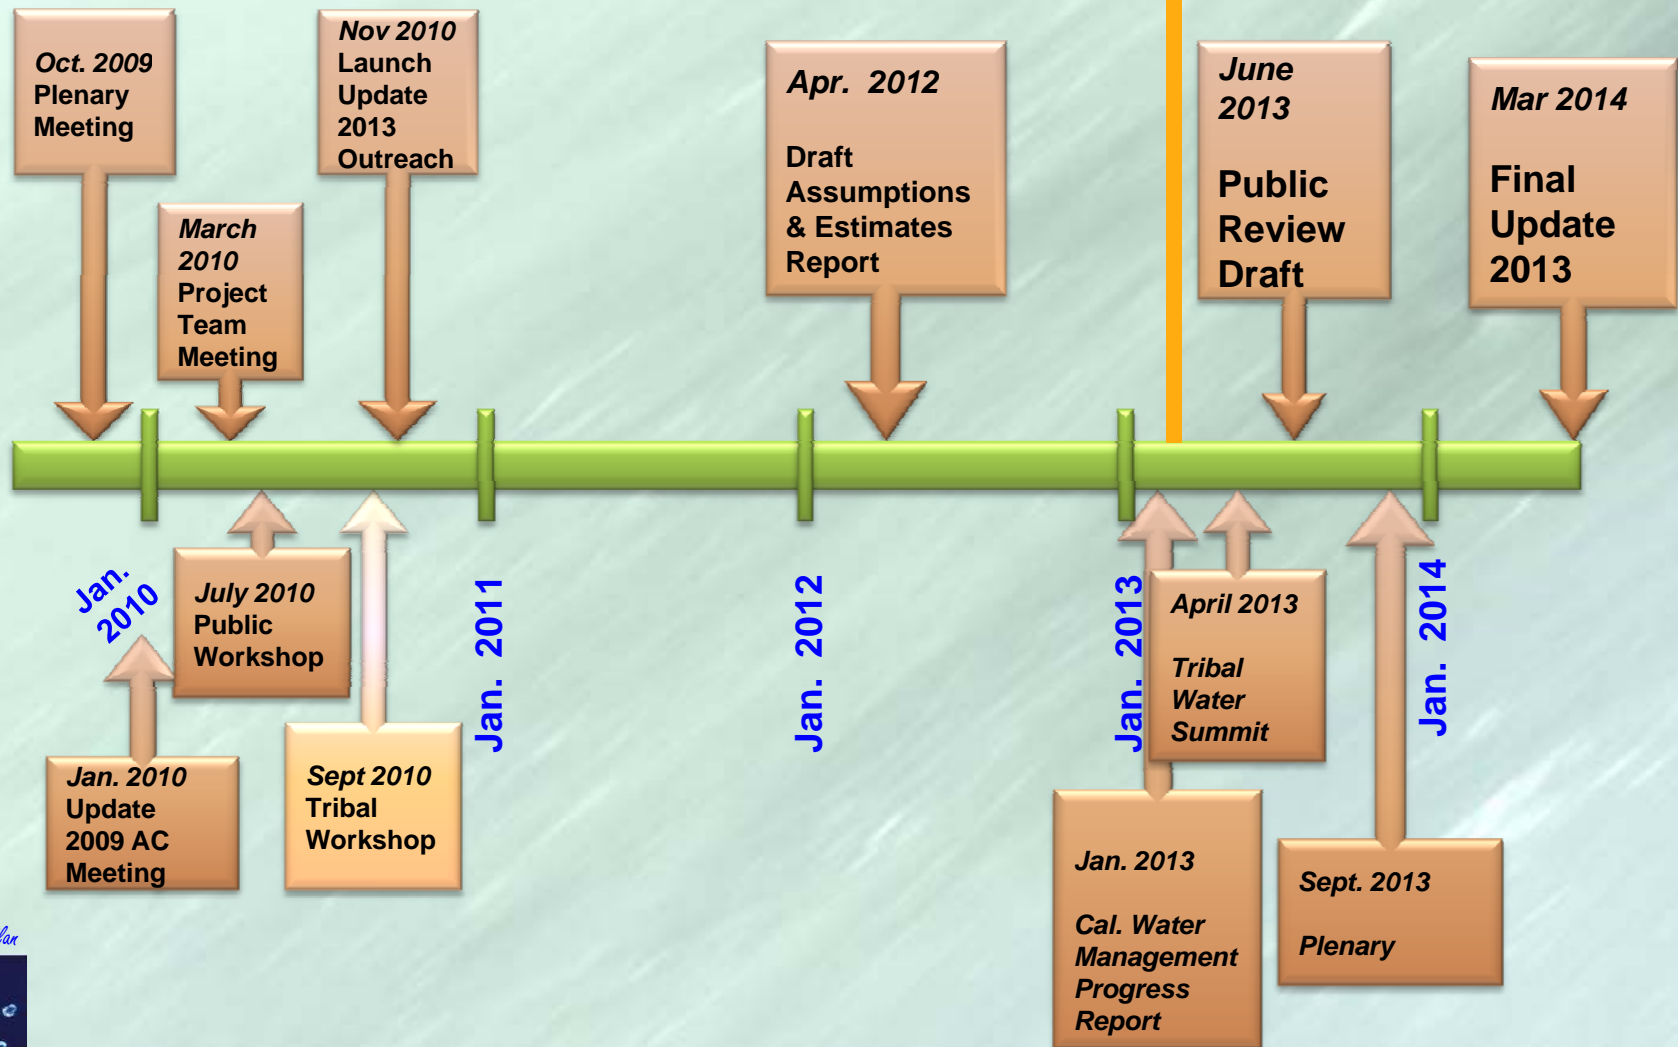 Oct. 2009
Plenary
Meeting
Nov 2010
Launch
Update
2013
Outreach
Apr.  2012
Draft
Assumptions
& Estimates
Report
June
2013
Public
Review
Draft
Mar 2014
Final
Update
2013
March
2010
Project
Team
Meeting
Jan.
2010
July 2010
Public
Workshop
Jan.  2011
Jan.  2012
Jan.  2013
April 2013
Tribal
Water
Summit
Jan.  2014
Jan. 2010
Update
2009 AC
Meeting
Sept 2010
Tribal
Workshop
Jan. 2013
Cal. Water
Management
Progress
Report
Sept. 2013
Plenary